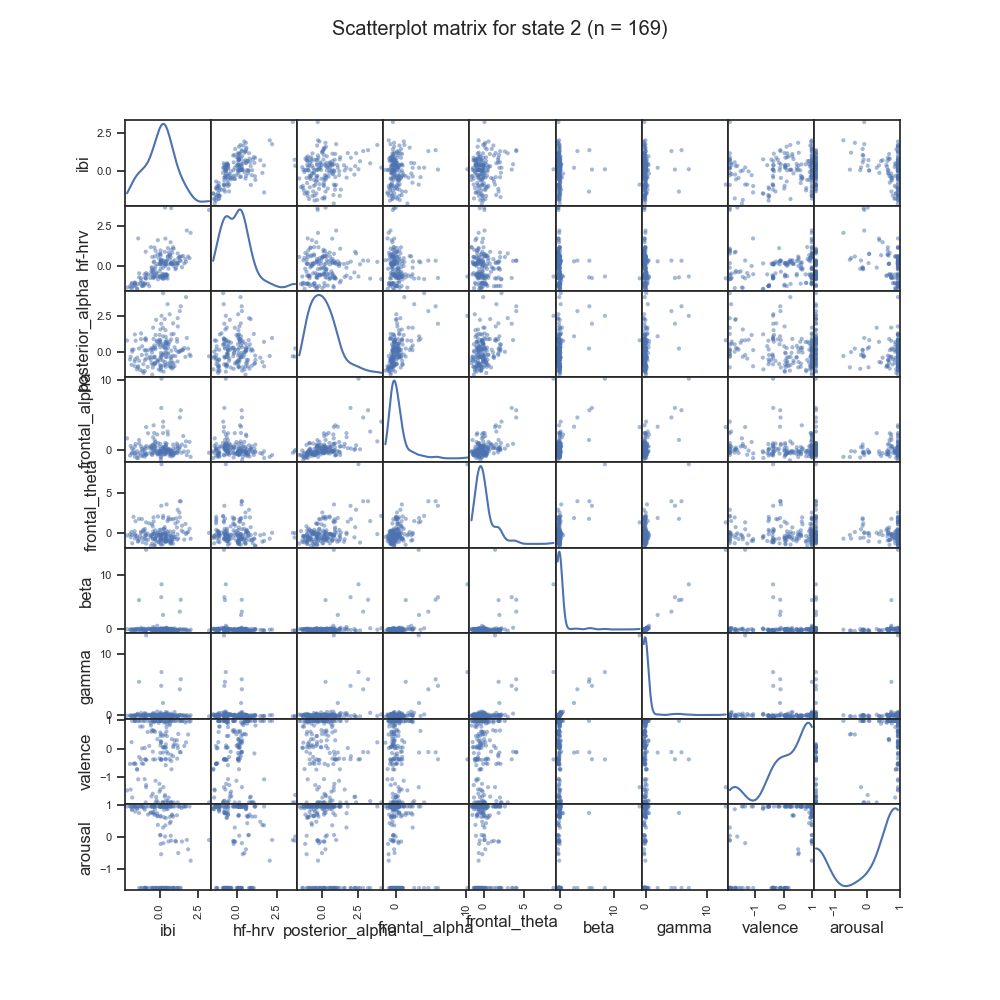 Scatterplot matrix for state 2 (n = 169)
ibi
2.5
0.0
hf-hrv
2.5
0.0
posterior_alpha
2.5
0.0
frontal_alpha
10
0
frontal_theta
5
0
beta
10
0
gamma
10
0
valence
1
0
−1
arousal
1
0
−1
0.0 2.5 0.0 2.5 0.0 2.5 0 10 0 5 0 10 0 10 −1 0 1 −1 0 1
ibi hf-hrv posterior_alpha frontal_alpha frontal_theta beta gamma valence arousal